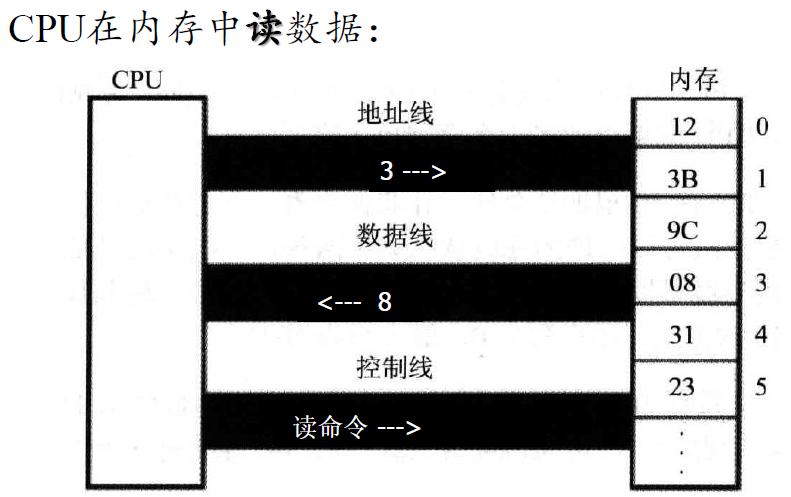 CPU在内存中读数据：
CPU
内存
地址线
12 0
3 --->
3B 1
数据线
9C 2
<--- 8
08 3
31 4
控制线
23 5
读命令 --->